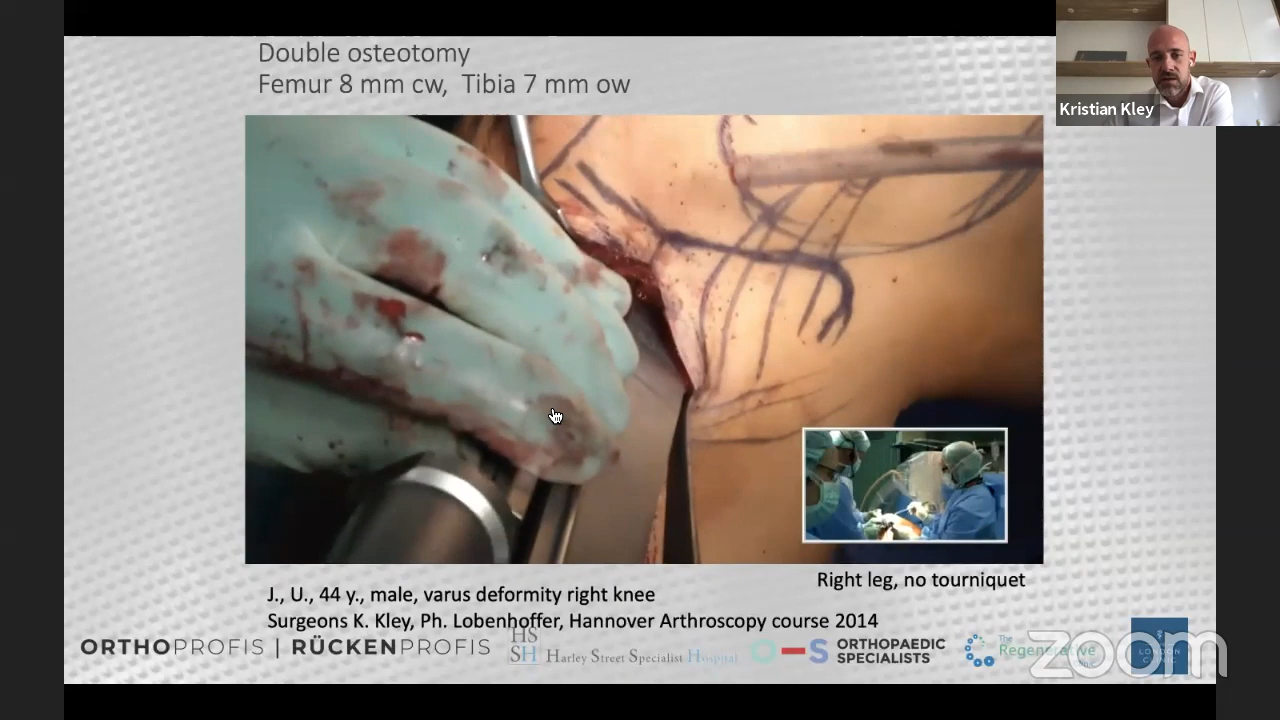 Double osteotomy
Femur 8 mm cw, Tibia 7 mm ow
Kristian Kley
Right leg, no tourniquet
J., U., 44 y., male, varus deformity right knee
Surgeons K. Kley, Ph. Lobenhoffer, Hannover Arthroscopy course 2014
ORTHOPROFIS | RÜCKENPROFIS
HS
SH Harley Street Specialist Hospital
O-S ORTHOPAEDIC
SPECIALISTS
The
Regenerative
LONDON
CLINIC
zoom